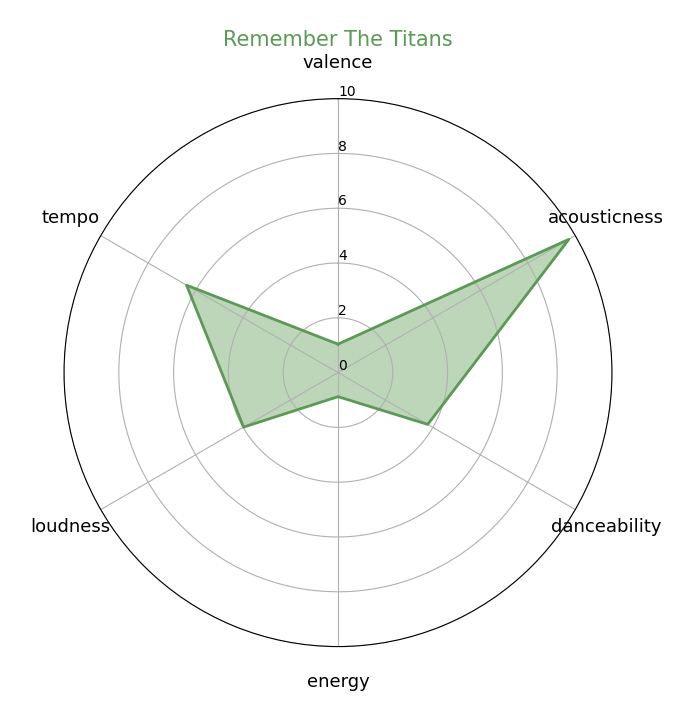 Remember The Titans
valence
10
8
tempo
acousticness
6
4
2
0
loudness
danceability
energy